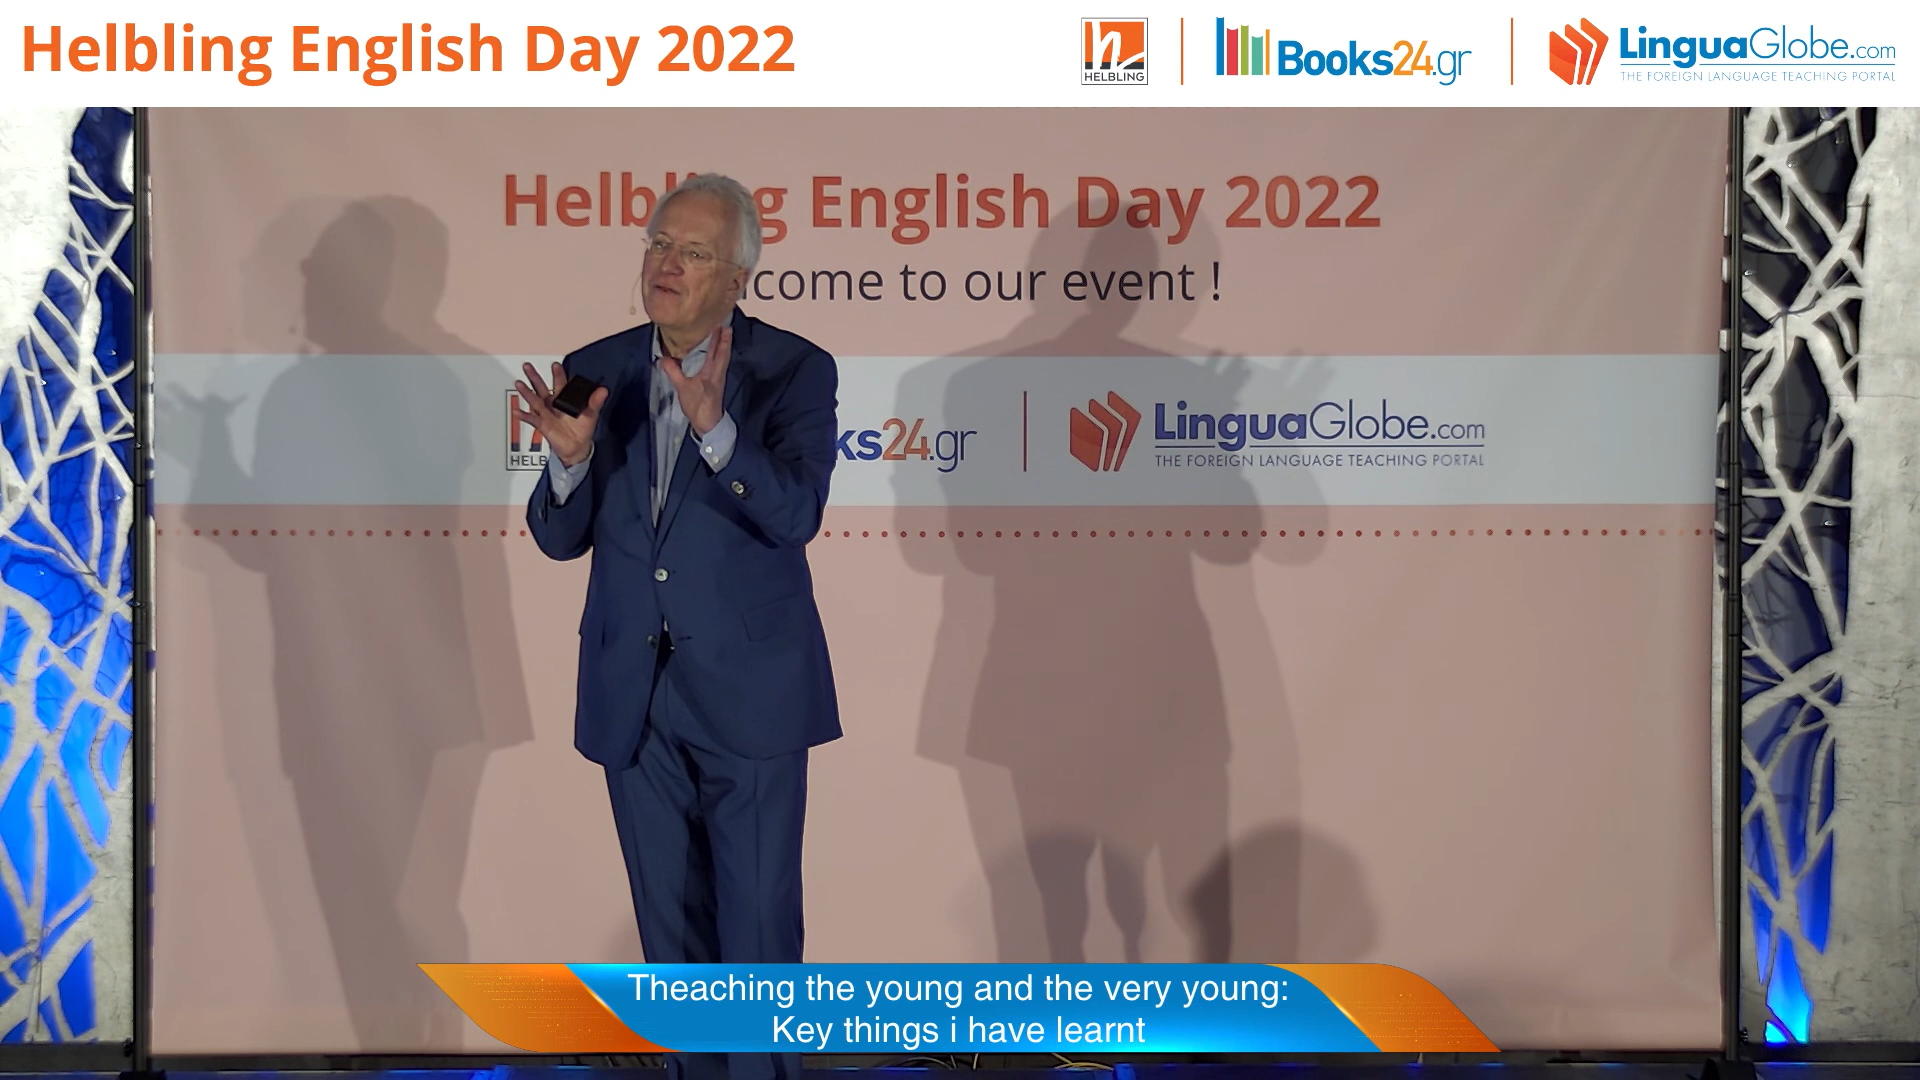 Helbling English Day 2022
HELBLING
Books24.gr
LinguaGlobe.com
THE FOREIGN LANGUAGE TEACHING PORTAL
Helb g English Day 2022
come to our event !
HELB
ks24.gr
LinguaGlobe.com
THE FOREIGN LANGUAGE TEACHING PORTAL
Theaching the young and the very young:
Key things i have learnt